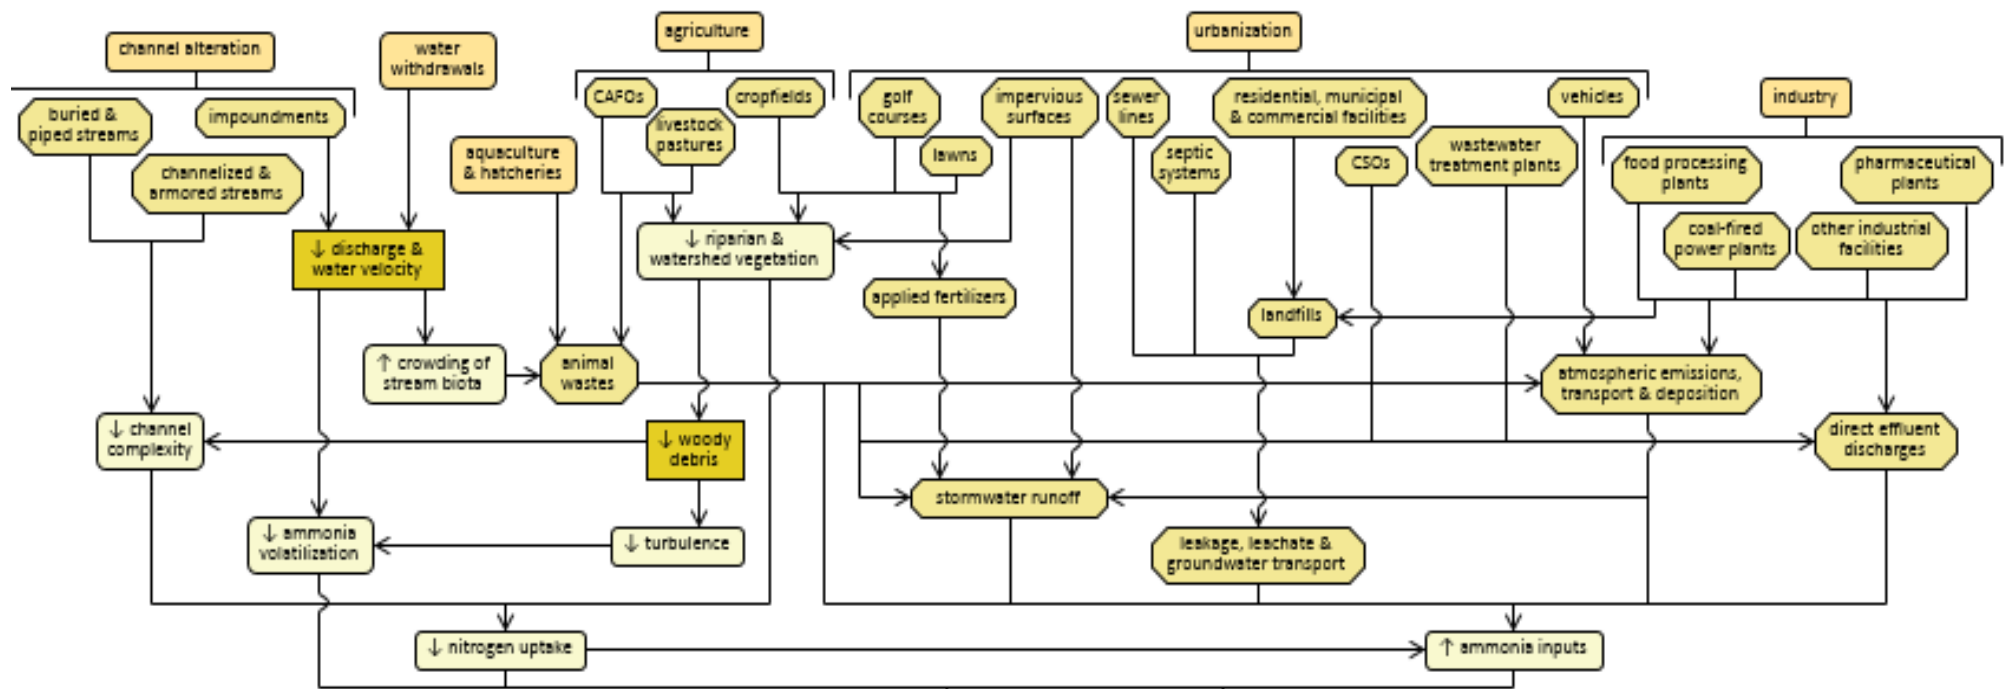 channel alteration
water
withdrawals
agriculture
urbanization
industry
buried &
piped streams
impoundments
channelized &
armored streams
aquaculture
& hatcheries
CAFOs
livestock
pastures
cropfields
golf
courses
lawns
impervious
surfaces
sewer
lines
septic
systems
residential, municipal
& commercial facilities
CSOs
wastewater
treatment plants
vehicles
food processing
plants
pharmaceutical
plants
coal-fired
power plants
other industrial
facilities
↓ discharge &
water velocity
↓ riparian &
watershed vegetation
applied fertilizers
landfills
↑ crowding of
stream biota
animal
wastes
atmospheric emissions,
transport & deposition
↓ channel
complexity
↓ woody
debris
direct effluent
discharges
stormwater runoff
↓ ammonia
volatilization
↓ turbulence
leakage, leachate &
groundwater transport
↓ nitrogen uptake
↑ ammonia inputs